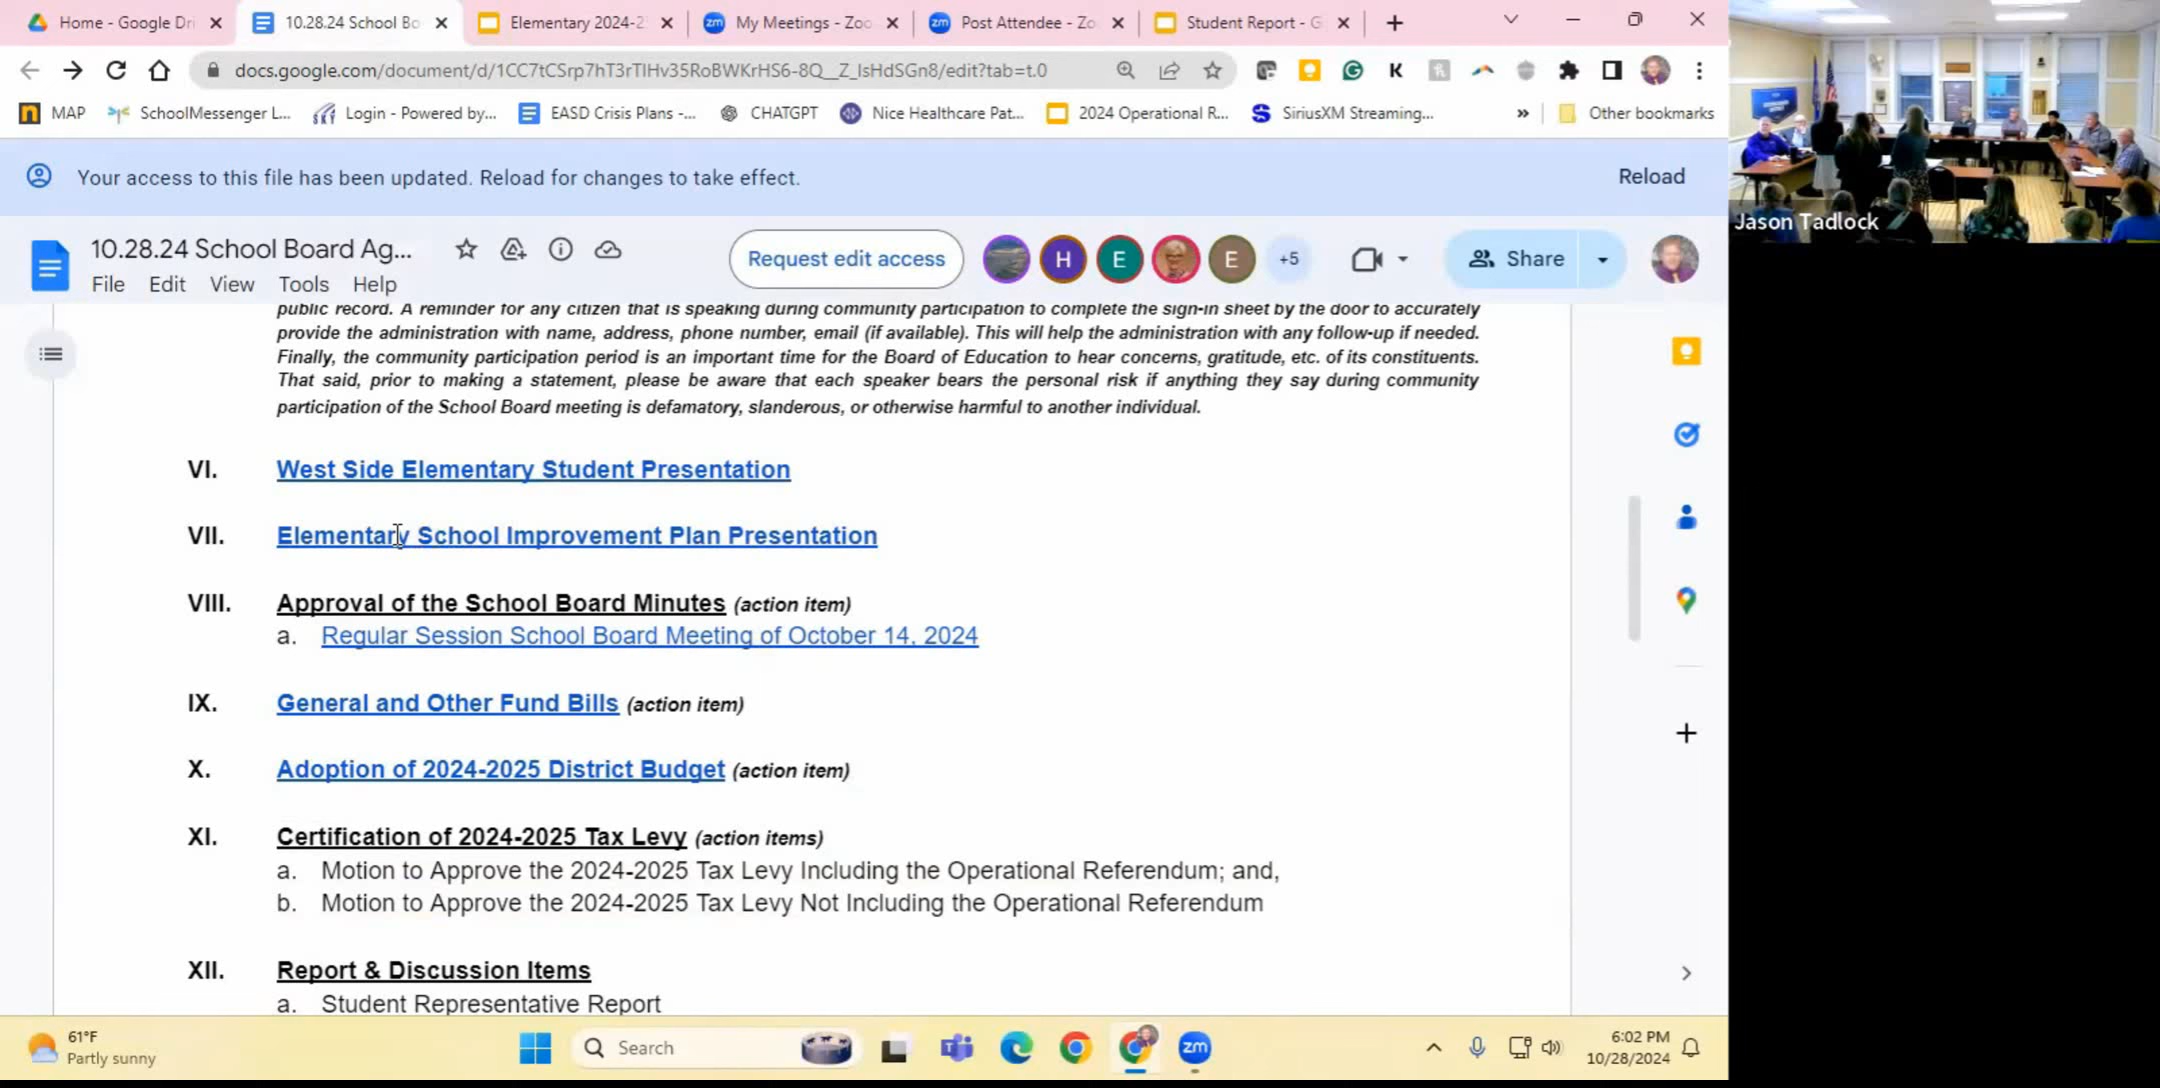 Home - Google Dri
10.28.24 School Bo
Elementary 2024-2
My Meetings - Zoo
Post Attendee - Zo
Student Report - G
docs.google.com/document/d/1CC7tCSrp7hT3rTlHv35RoBWKrHS6-8Q__Z_lsHdSGn8/edit?tab=t.0
MAP
SchoolMessenger L...
Login - Powered by...
EASD Crisis Plans -...
CHATGPT
Nice Healthcare Pat...
2024 Operational R...
SiriusXM Streaming...
Other bookmarks
Your access to this file has been updated. Reload for changes to take effect.
Reload
Jason Tadlock
10.28.24 School Board Ag...
Request edit access
H
E
E
+5
Share
File Edit View Tools Help
public record. A reminder for any citizen that is speaking during community participation to complete the sign-in sheet by the door to accurately
provide the administration with name, address, phone number, email (if available). This will help the administration with any follow-up if needed.
Finally, the community participation period is an important time for the Board of Education to hear concerns, gratitude, etc. of its constituents.
That said, prior to making a statement, please be aware that each speaker bears the personal risk if anything they say during community
participation of the School Board meeting is defamatory, slanderous, or otherwise harmful to another individual.
VI. West Side Elementary Student Presentation
VII. Elementary School Improvement Plan Presentation
VIII. Approval of the School Board Minutes (action item)
a. Regular Session School Board Meeting of October 14, 2024
IX. General and Other Fund Bills (action item)
X. Adoption of 2024-2025 District Budget (action item)
XI. Certification of 2024-2025 Tax Levy (action items)
a. Motion to Approve the 2024-2025 Tax Levy Including the Operational Referendum; and,
b. Motion to Approve the 2024-2025 Tax Levy Not Including the Operational Referendum
XII. Report & Discussion Items
a. Student Representative Report
61°F
Partly sunny
Search
zm
6:02 PM
10/28/2024